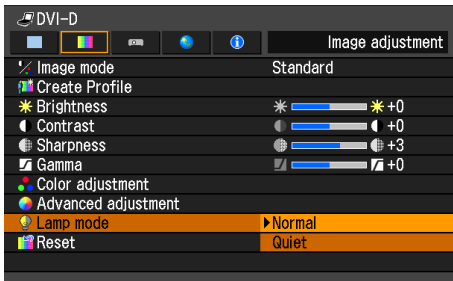 DVI-D
Image adjustment
Image mode Standard
Create Profile
Brightness +0
Contrast +0
Sharpness +3
Gamma +0
Color adjustment
Advanced adjustment
Lamp mode Normal
Reset Quiet